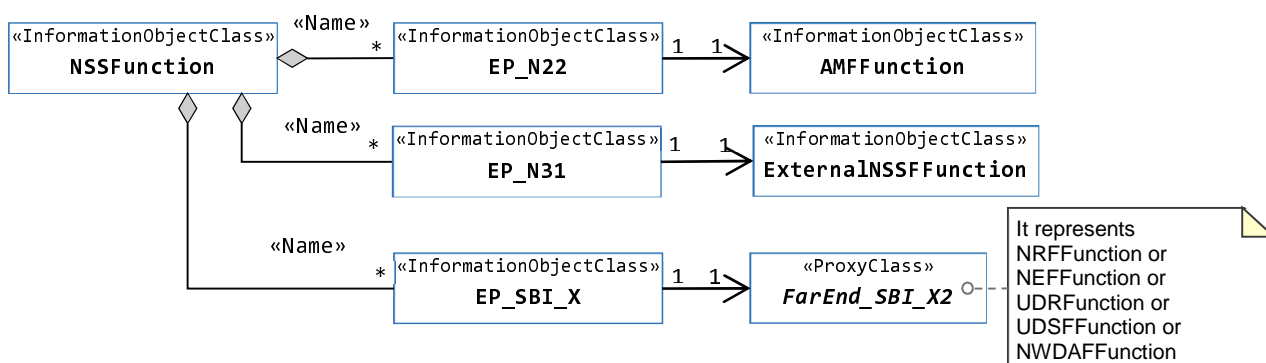 «InformationObjectClass»
NSSFunction
«Name»
*
«InformationObjectClass»
EP_N22
1 1
«InformationObjectClass»
AMFFunction
«Name»
*
«InformationObjectClass»
EP_N31
1 1
«InformationObjectClass»
ExternalNSSFFunction
«Name»
*
«InformationObjectClass»
EP_SBI_X
1 1
«ProxyClass»
FarEnd_SBI_X2
It represents
NRFFunction or
NEFFunction or
UDRFunction or
UDSFFunction or
NWDAFFunction